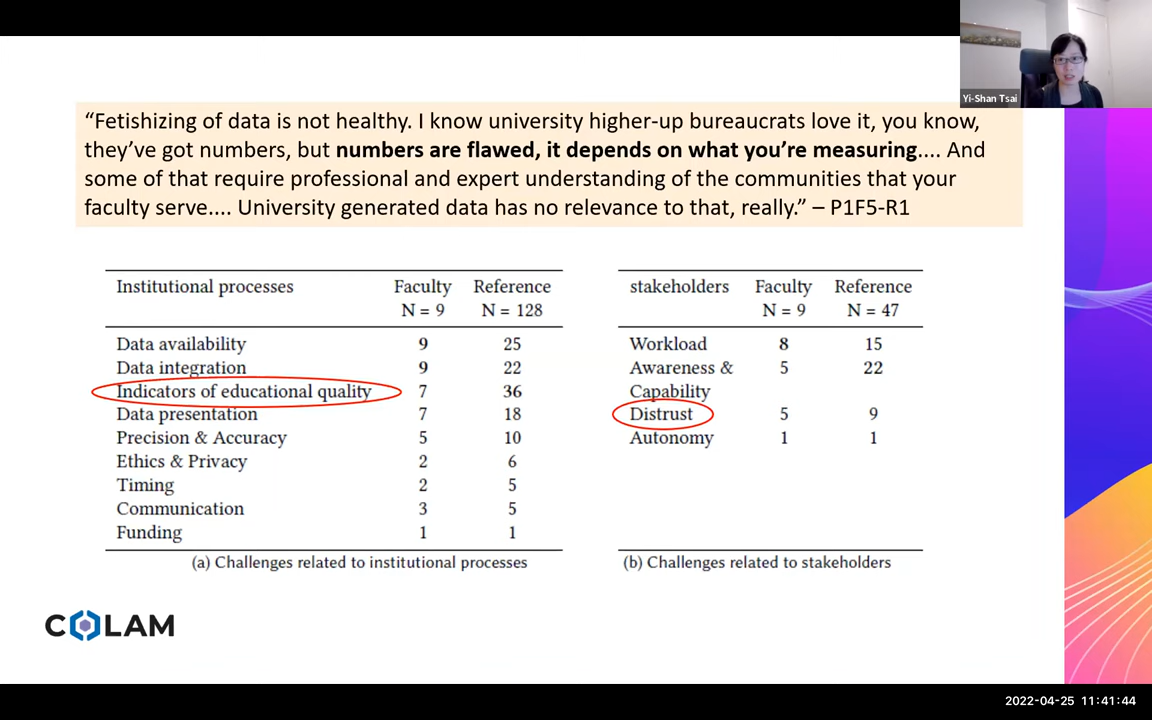 Yi-Shan Tsai
“Fetishizing of data is not healthy. I know university higher-up bureaucrats love it, you know,
they’ve got numbers, but numbers are flawed, it depends on what you’re measuring.... And
some of that require professional and expert understanding of the communities that your
faculty serve.... University generated data has no relevance to that, really.” – P1F5-R1
Institutional processes Faculty Reference
N = 9 N = 128
Data availability 9 25
Data integration 9 22
Indicators of educational quality 7 36
Data presentation 7 18
Precision & Accuracy 5 10
Ethics & Privacy 2 6
Timing 2 5
Communication 3 5
Funding 1 1
(a) Challenges related to institutional processes
stakeholders Faculty Reference
N = 9 N = 47
Workload 8 15
Awareness & 5 22
Capability
Distrust 5 9
Autonomy 1 1
(b) Challenges related to stakeholders
COLAM
2022-04-25 11:41:44